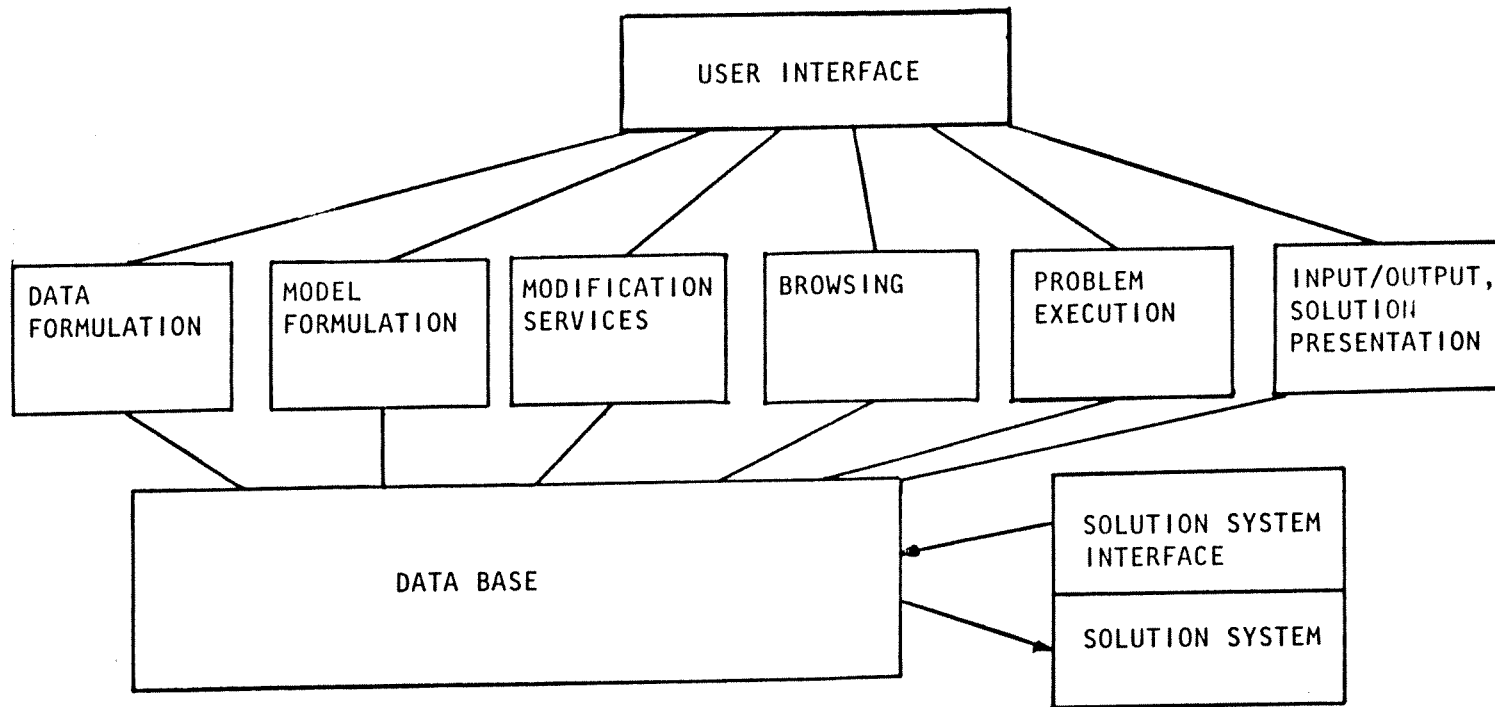 USER INTERFACE
DATA
FORMULATION
MODEL
FORMULATION
MODIFICATION
SERVICES
BROWSING
PROBLEM
EXECUTION
INPUT/OUTPUT,
SOLUTION
PRESENTATION
DATA BASE
SOLUTION SYSTEM
INTERFACE
SOLUTION SYSTEM